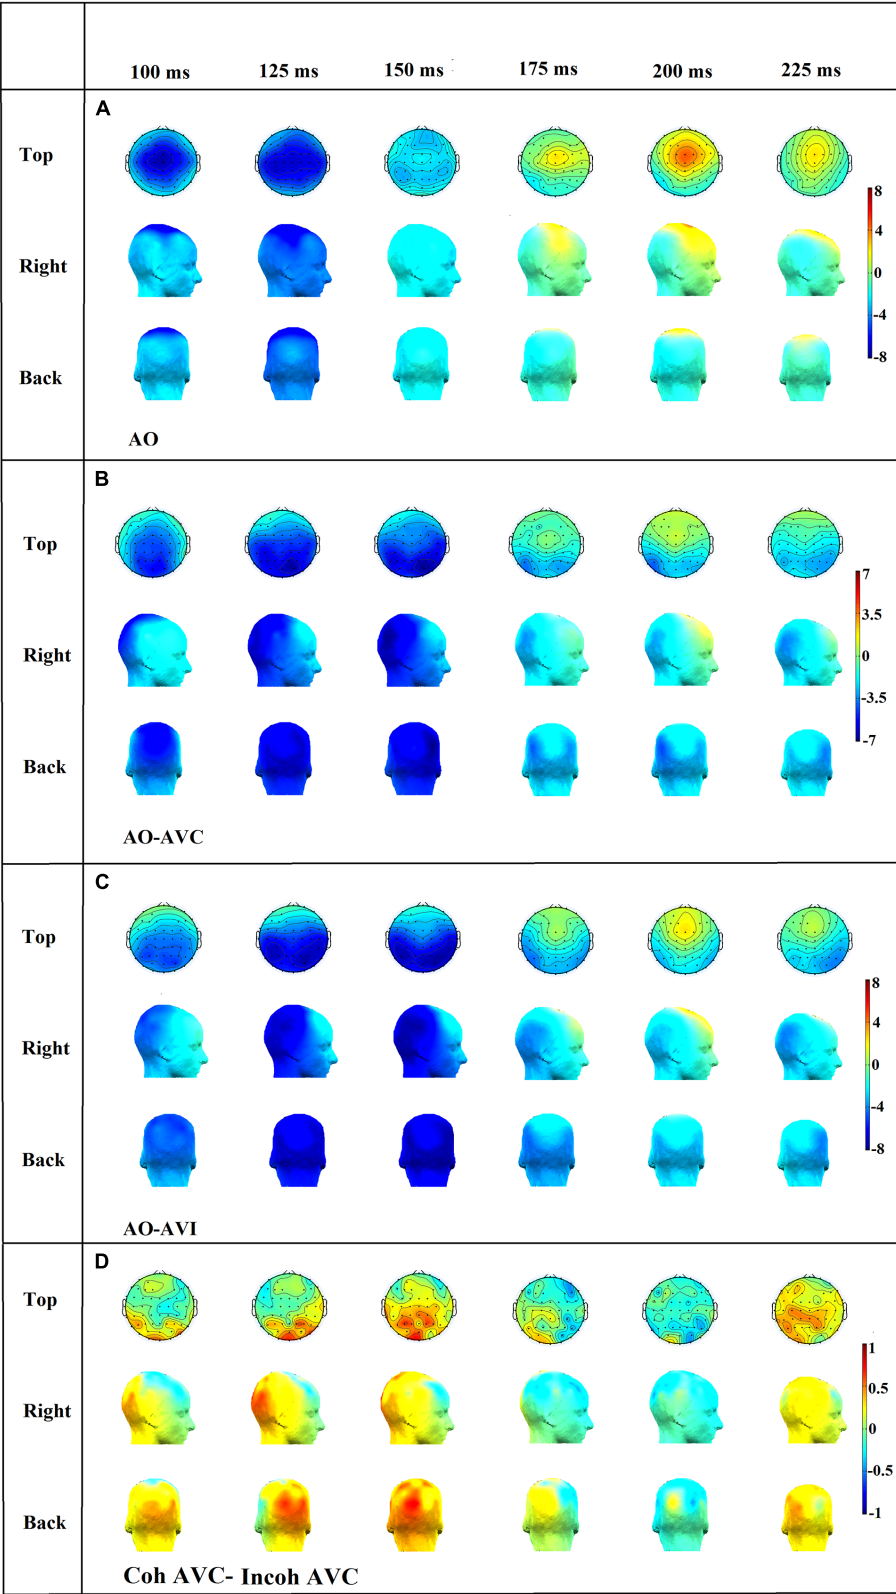 100 ms 125 ms 150 ms 175 ms 200 ms 225 ms
A
Top
8
4
Right
0
-4
-8
Back
AO
B
Top
7
3.5
Right
0
-3.5
-7
Back
AO-AVC
C
Top
8
4
Right
0
-4
-8
Back
AO-AVI
D
Top
1
0.5
Right
0
-0.5
-1
Back
Coh AVC- Incoh AVC